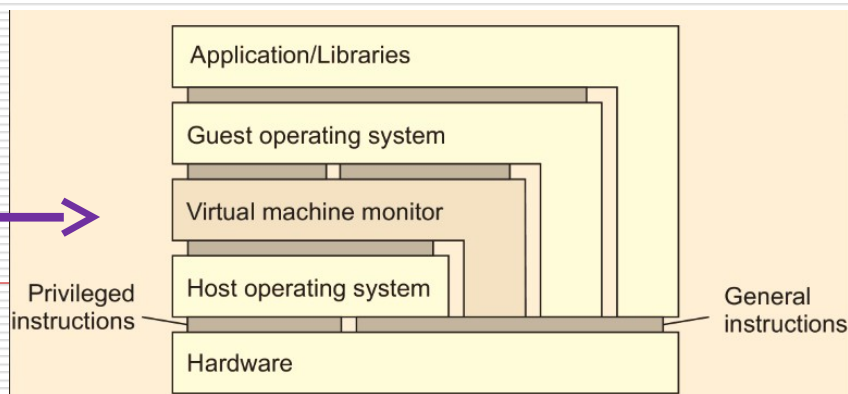 Application/Libraries
Guest operating system
Virtual machine monitor
Host operating system
Privileged
instructions
General
instructions
Hardware